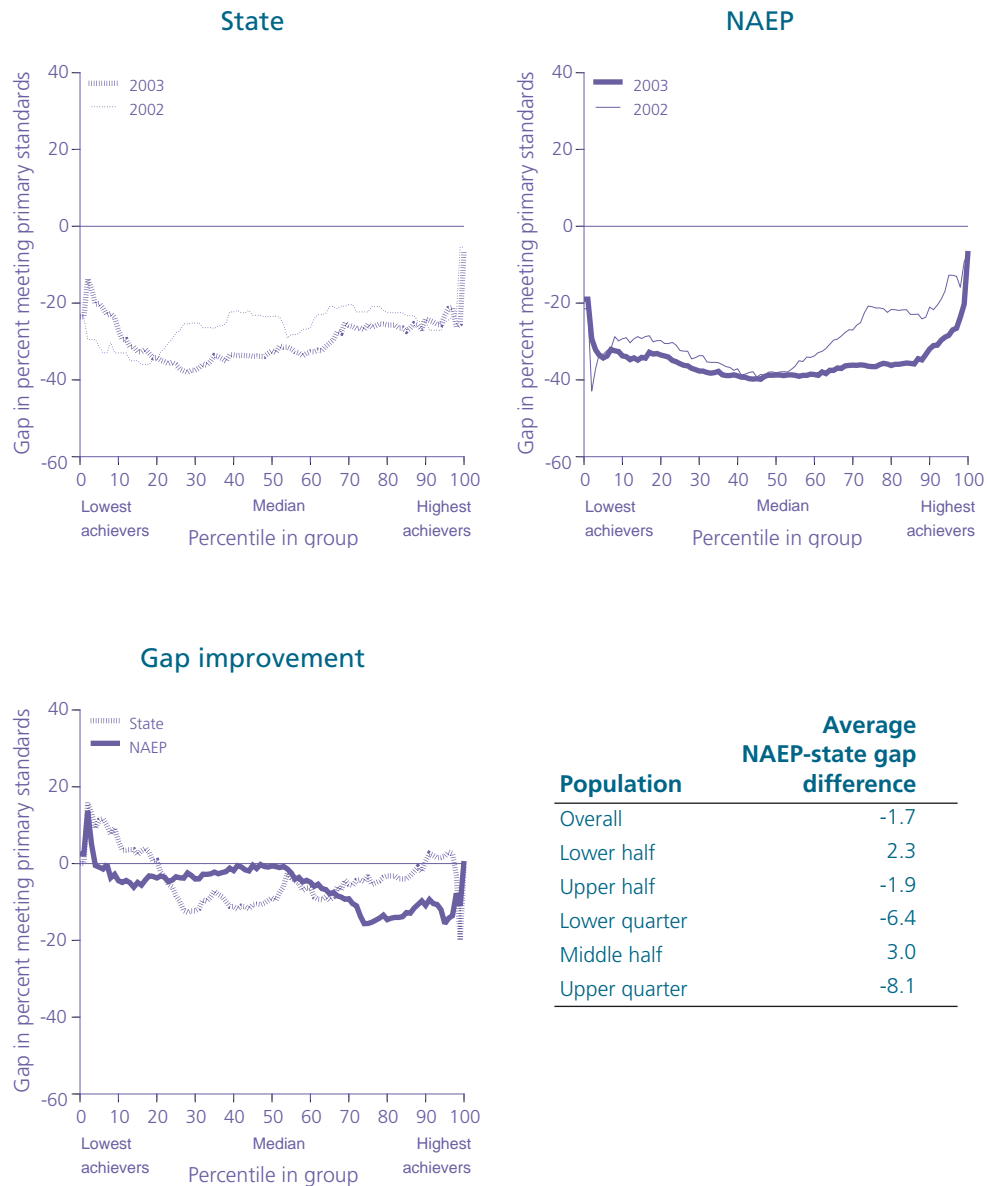 State
Gap in percent meeting primary standards
40
20
0
-20
-40
-60
2003
2002
0 10 20 30 40 50 60 70 80 90 100
Lowest achievers
Median
Highest achievers
Percentile in group
NAEP
Gap in percent meeting primary standards
40
20
0
-20
-40
-60
2003
2002
0 10 20 30 40 50 60 70 80 90 100
Lowest achievers
Median
Highest achievers
Percentile in group
Gap improvement
Gap in percent meeting primary standards
40
20
0
-20
-40
-60
State
NAEP
0 10 20 30 40 50 60 70 80 90 100
Lowest achievers
Median
Highest achievers
Percentile in group
Population Average NAEP-state gap difference
Overall -1.7
Lower half 2.3
Upper half -1.9
Lower quarter -6.4
Middle half 3.0
Upper quarter -8.1